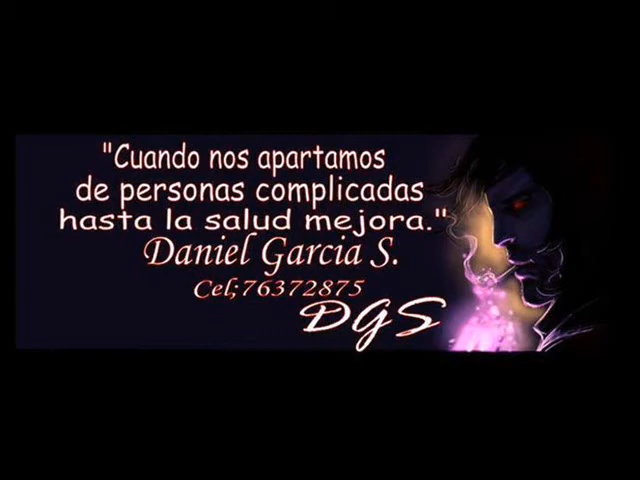 "Cuando nos apartamos
de personas complicadas
hasta la salud mejora."
Daniel Garcia S.
Cel;76372875
DGS